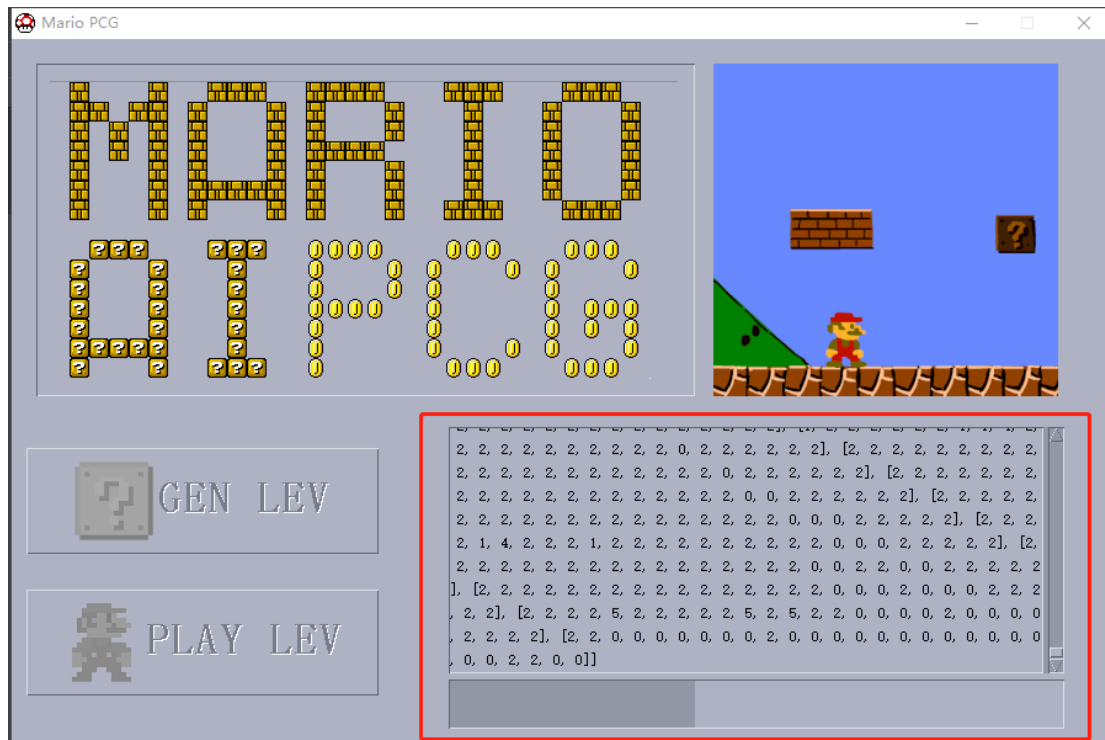 Mario PCG
MARIO
AIPCG
GEN LEV
PLAY LEV
2, 2, 2, 2, 2, 2, 2, 2, 2, 2, 0, 2, 2, 2, 2, 2, 2], [2, 2, 2, 2, 2, 2, 2, 2, 2,
2, 2, 2, 2, 2, 2, 2, 2, 2, 2, 2, 2, 0, 2, 2, 2, 2, 2, 2], [2, 2, 2, 2, 2, 2, 2,
2, 2, 2, 2, 2, 2, 2, 2, 2, 2, 2, 2, 2, 0, 0, 2, 2, 2, 2, 2, 2], [2, 2, 2, 2, 2,
2, 2, 2, 2, 2, 2, 2, 2, 2, 2, 2, 2, 2, 2, 2, 0, 0, 0, 2, 2, 2, 2, 2], [2, 2, 2,
2, 1, 4, 2, 2, 2, 1, 2, 2, 2, 2, 2, 2, 2, 2, 2, 2, 0, 0, 0, 2, 2, 2, 2, 2], [2,
2, 2, 2, 2, 2, 2, 2, 2, 2, 2, 2, 2, 2, 2, 2, 2, 0, 0, 2, 2, 0, 0, 2, 2, 2, 2, 2
], [2, 2, 2, 2, 2, 2, 2, 2, 2, 2, 2, 2, 2, 2, 2, 2, 0, 0, 0, 2, 0, 0, 0, 2, 2, 2
, 2, 2], [2, 2, 2, 2, 5, 2, 2, 2, 2, 2, 5, 2, 5, 2, 2, 0, 0, 0, 0, 2, 0, 0, 0, 0
, 2, 2, 2, 2], [2, 2, 0, 0, 0, 0, 0, 0, 0, 2, 0, 0, 0, 0, 0, 0, 0, 0, 0, 0, 0, 0
, 0, 0, 2, 2, 0, 0]]